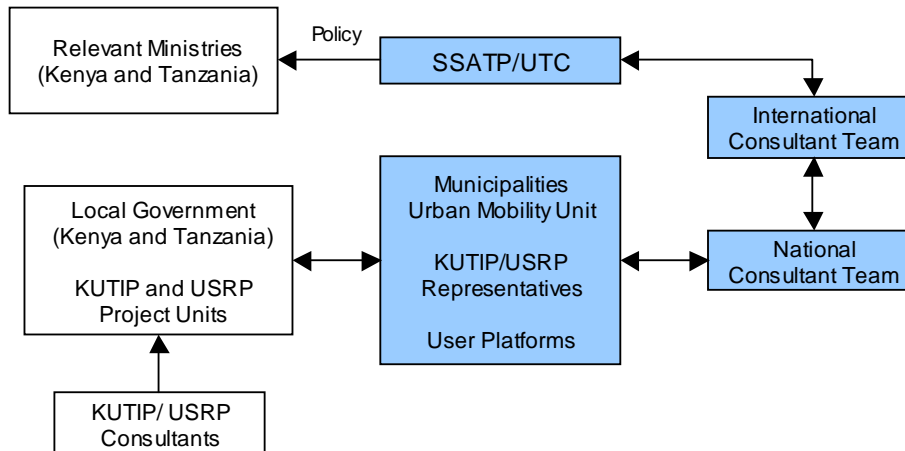 Relevant Ministries
(Kenya and Tanzania)
Policy
SSATP/UTC
International
Consultant Team
Local Government
(Kenya and Tanzania)
KUTIP and USRP
Project Units
Municipalities
Urban Mobility Unit
KUTIP/USRP
Representatives
User Platforms
National
Consultant Team
KUTIP/ USRP
Consultants